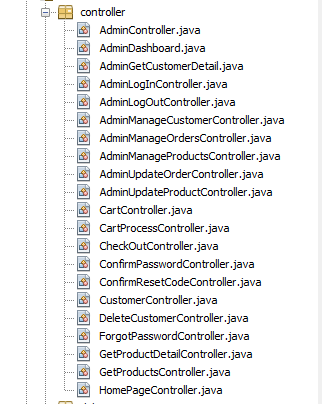 controller
AdminController.java
AdminDashboard.java
AdminGetCustomerDetail.java
AdminLogInController.java
AdminLogOutController.java
AdminManageCustomerController.java
AdminManageOrdersController.java
AdminManageProductsController.java
AdminUpdateOrderController.java
AdminUpdateProductController.java
CartController.java
CartProcessController.java
CheckOutController.java
ConfirmPasswordController.java
ConfirmResetCodeController.java
CustomerController.java
DeleteCustomerController.java
ForgotPasswordController.java
GetProductDetailController.java
GetProductsController.java
HomePageController.java